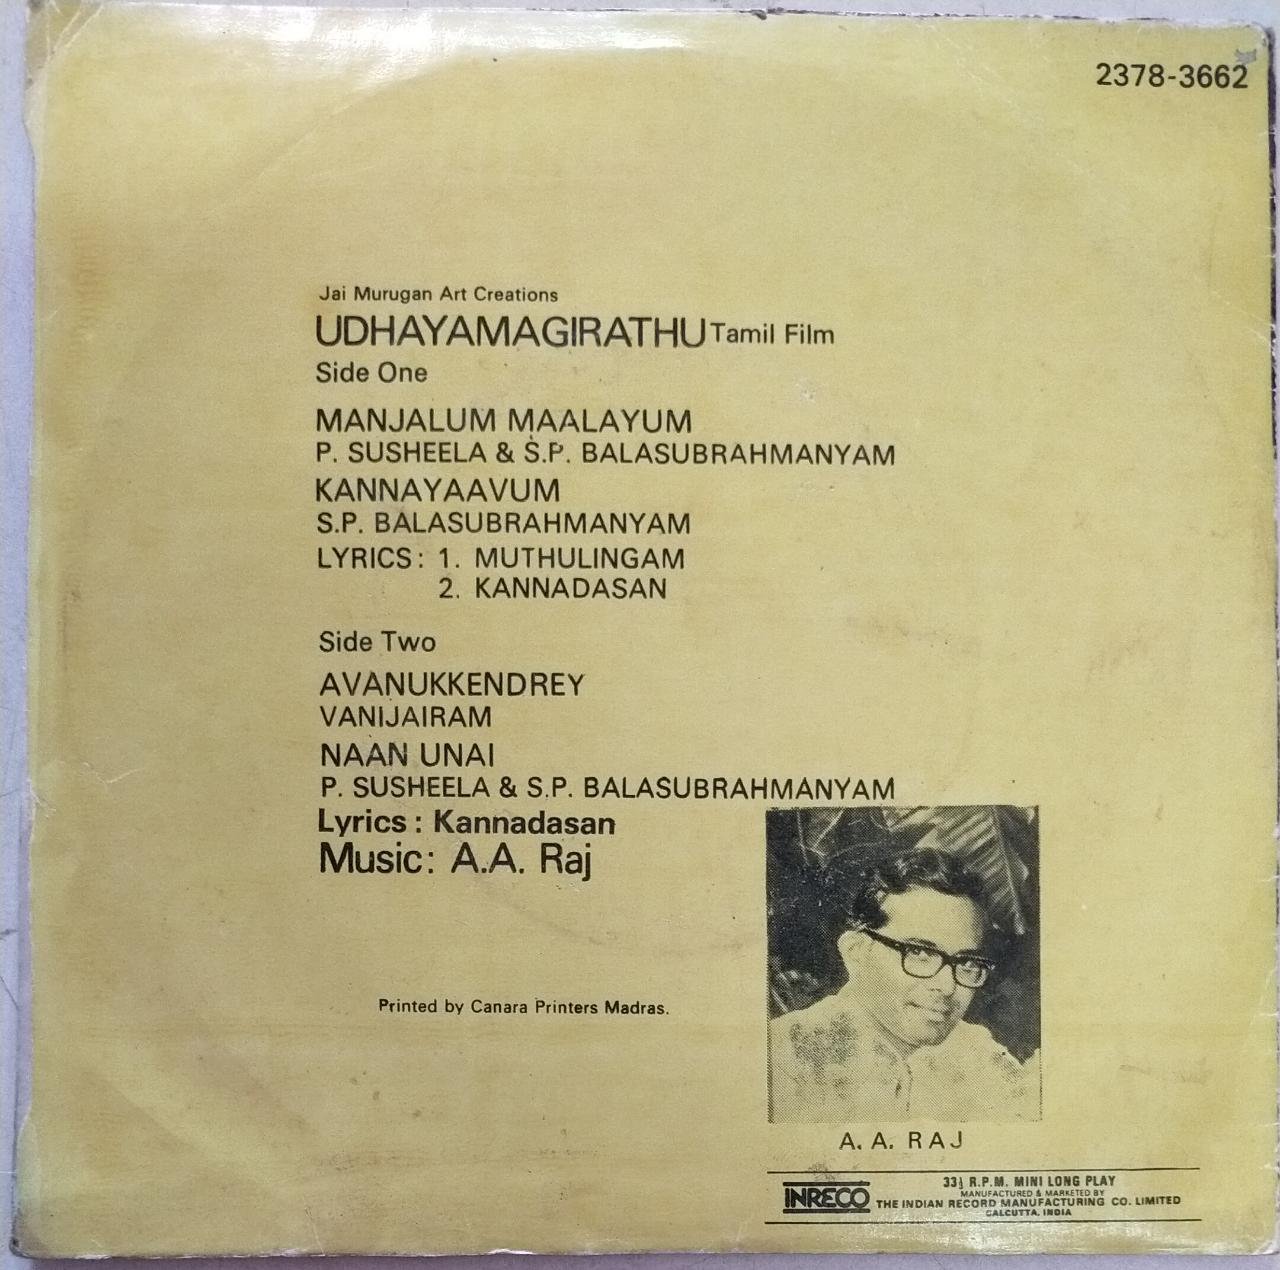 2378-3662
Jai Murugan Art Creations
UDHAYAMAGIRATHU Tamil Film
Side One
MANJALUM MAALAYUM
P. SUSHEELA & S.P. BALASUBRAHMANYAM
KANNAYAAVUM
S.P. BALASUBRAHMANYAM
LYRICS: 1. MUTHULINGAM
2. KANNADASAN
Side Two
AVANUKKENDREY
VANIJAIRAM
NAAN UNAI
P. SUSHEELA & S.P. BALASUBRAHMANYAM
Lyrics: Kannadasan
Music: A.A. Raj
Printed by Canara Printers Madras.
A. A. RAJ
INRECO
33⅓ R.P.M. MINI LONG PLAY
MANUFACTURED & MARKETED BY
THE INDIAN RECORD MANUFACTURING CO. LIMITED
CALCUTTA, INDIA